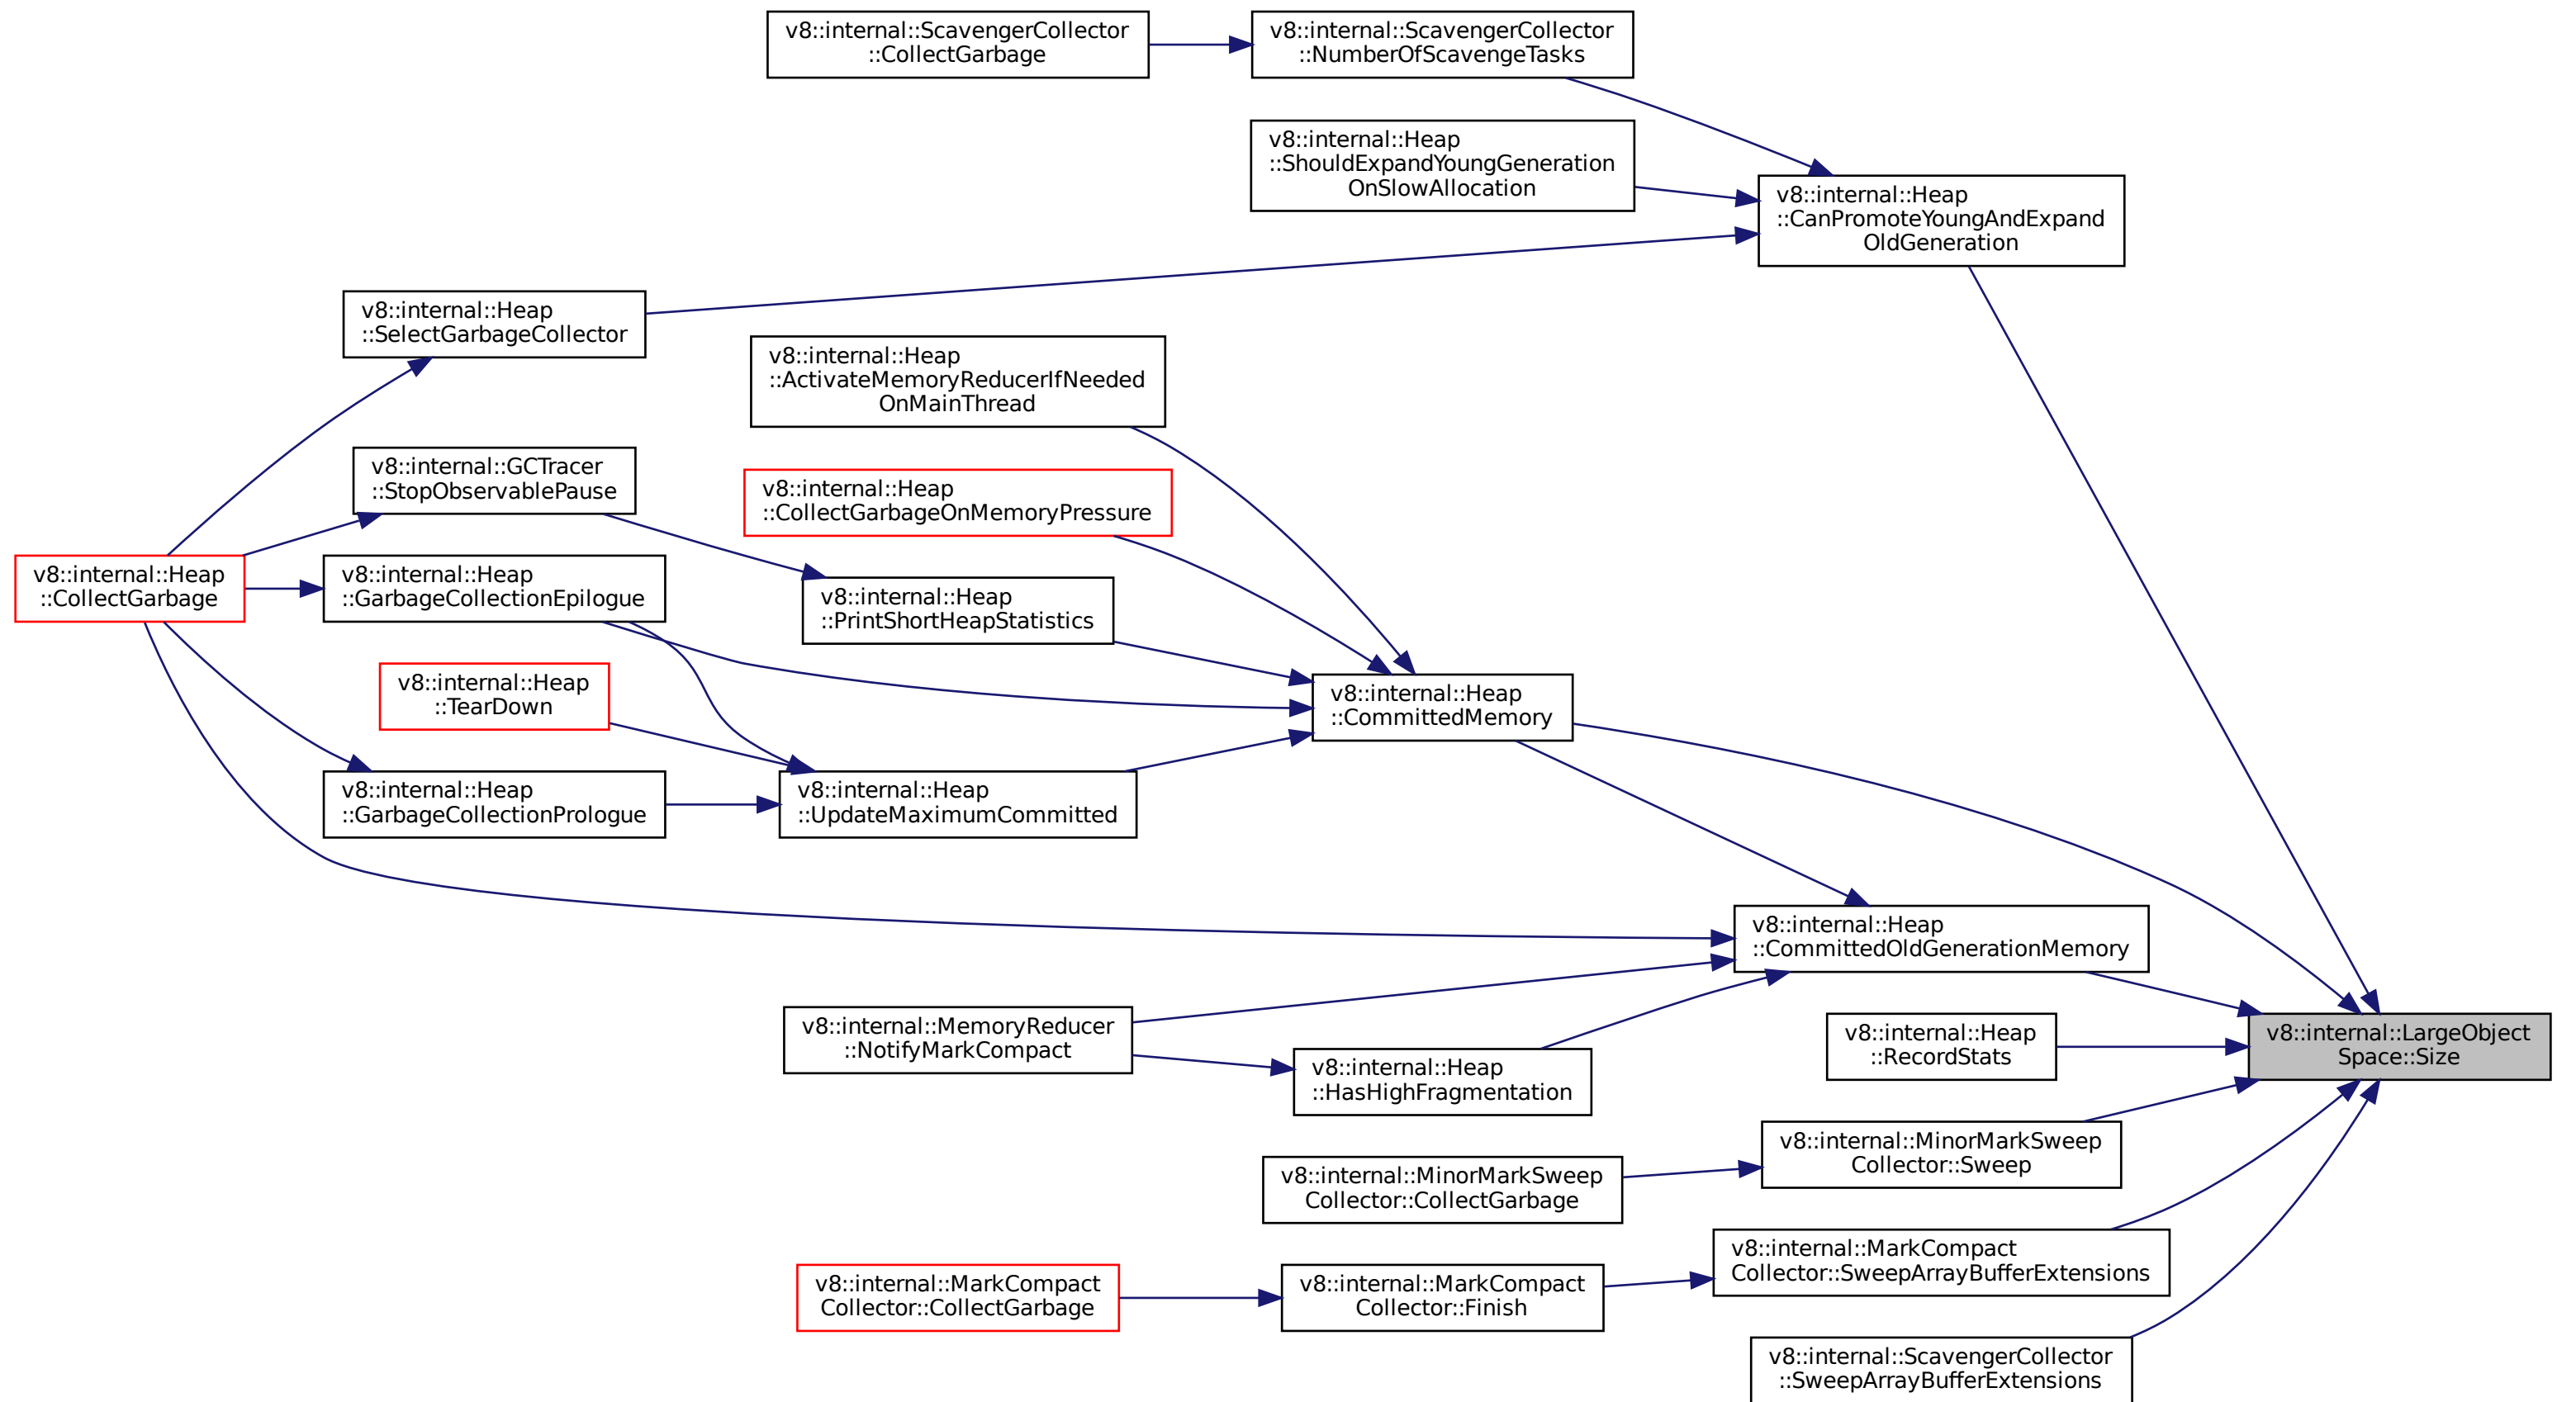 v8::internal::ScavengerCollector
::CollectGarbage
v8::internal::ScavengerCollector
::NumberOfScavengeTasks
v8::internal::Heap
::ShouldExpandYoungGeneration
OnSlowAllocation
v8::internal::Heap
::CanPromoteYoungAndExpand
OldGeneration
v8::internal::Heap
::SelectGarbageCollector
v8::internal::Heap
::ActivateMemoryReducerIfNeeded
OnMainThread
v8::internal::GCTracer
::StopObservablePause
v8::internal::Heap
::CollectGarbageOnMemoryPressure
v8::internal::Heap
::CollectGarbage
v8::internal::Heap
::GarbageCollectionEpilogue
v8::internal::Heap
::PrintShortHeapStatistics
v8::internal::Heap
::TearDown
v8::internal::Heap
::CommittedMemory
v8::internal::Heap
::GarbageCollectionPrologue
v8::internal::Heap
::UpdateMaximumCommitted
v8::internal::Heap
::CommittedOldGenerationMemory
v8::internal::MemoryReducer
::NotifyMarkCompact
v8::internal::Heap
::HasHighFragmentation
v8::internal::Heap
::RecordStats
v8::internal::LargeObject
Space::Size
v8::internal::MinorMarkSweep
Collector::CollectGarbage
v8::internal::MinorMarkSweep
Collector::Sweep
v8::internal::MarkCompact
Collector::CollectGarbage
v8::internal::MarkCompact
Collector::Finish
v8::internal::MarkCompact
Collector::SweepArrayBufferExtensions
v8::internal::ScavengerCollector
::SweepArrayBufferExtensions